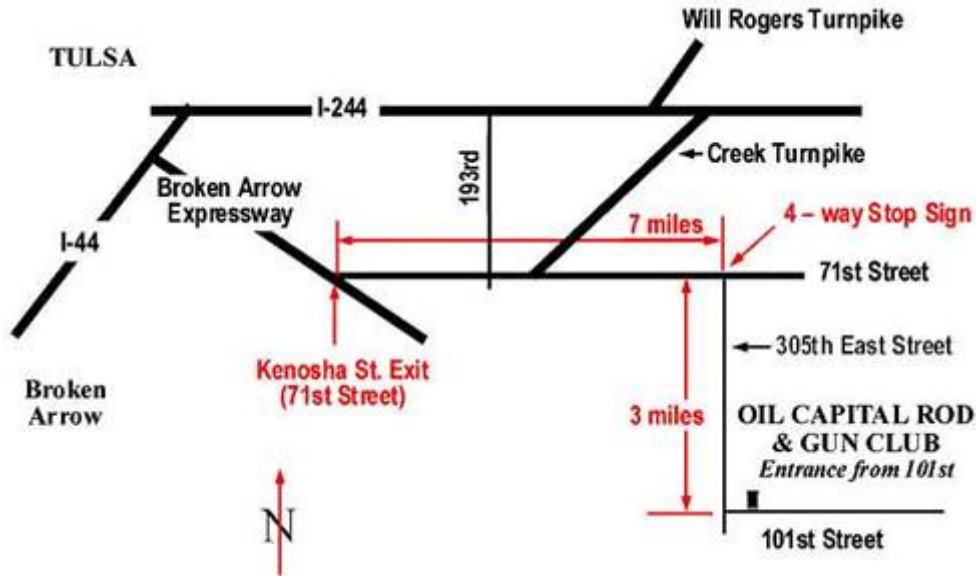 Will Rogers Turnpike
TULSA
I-244
Creek Turnpike
193rd
Broken Arrow
Expressway
4 – way Stop Sign
7 miles
I-44
71st Street
305th East Street
Kenosha St. Exit
(71st Street)
Broken
Arrow
3 miles
OIL CAPITAL ROD
& GUN CLUB
Entrance from 101st
N
101st Street